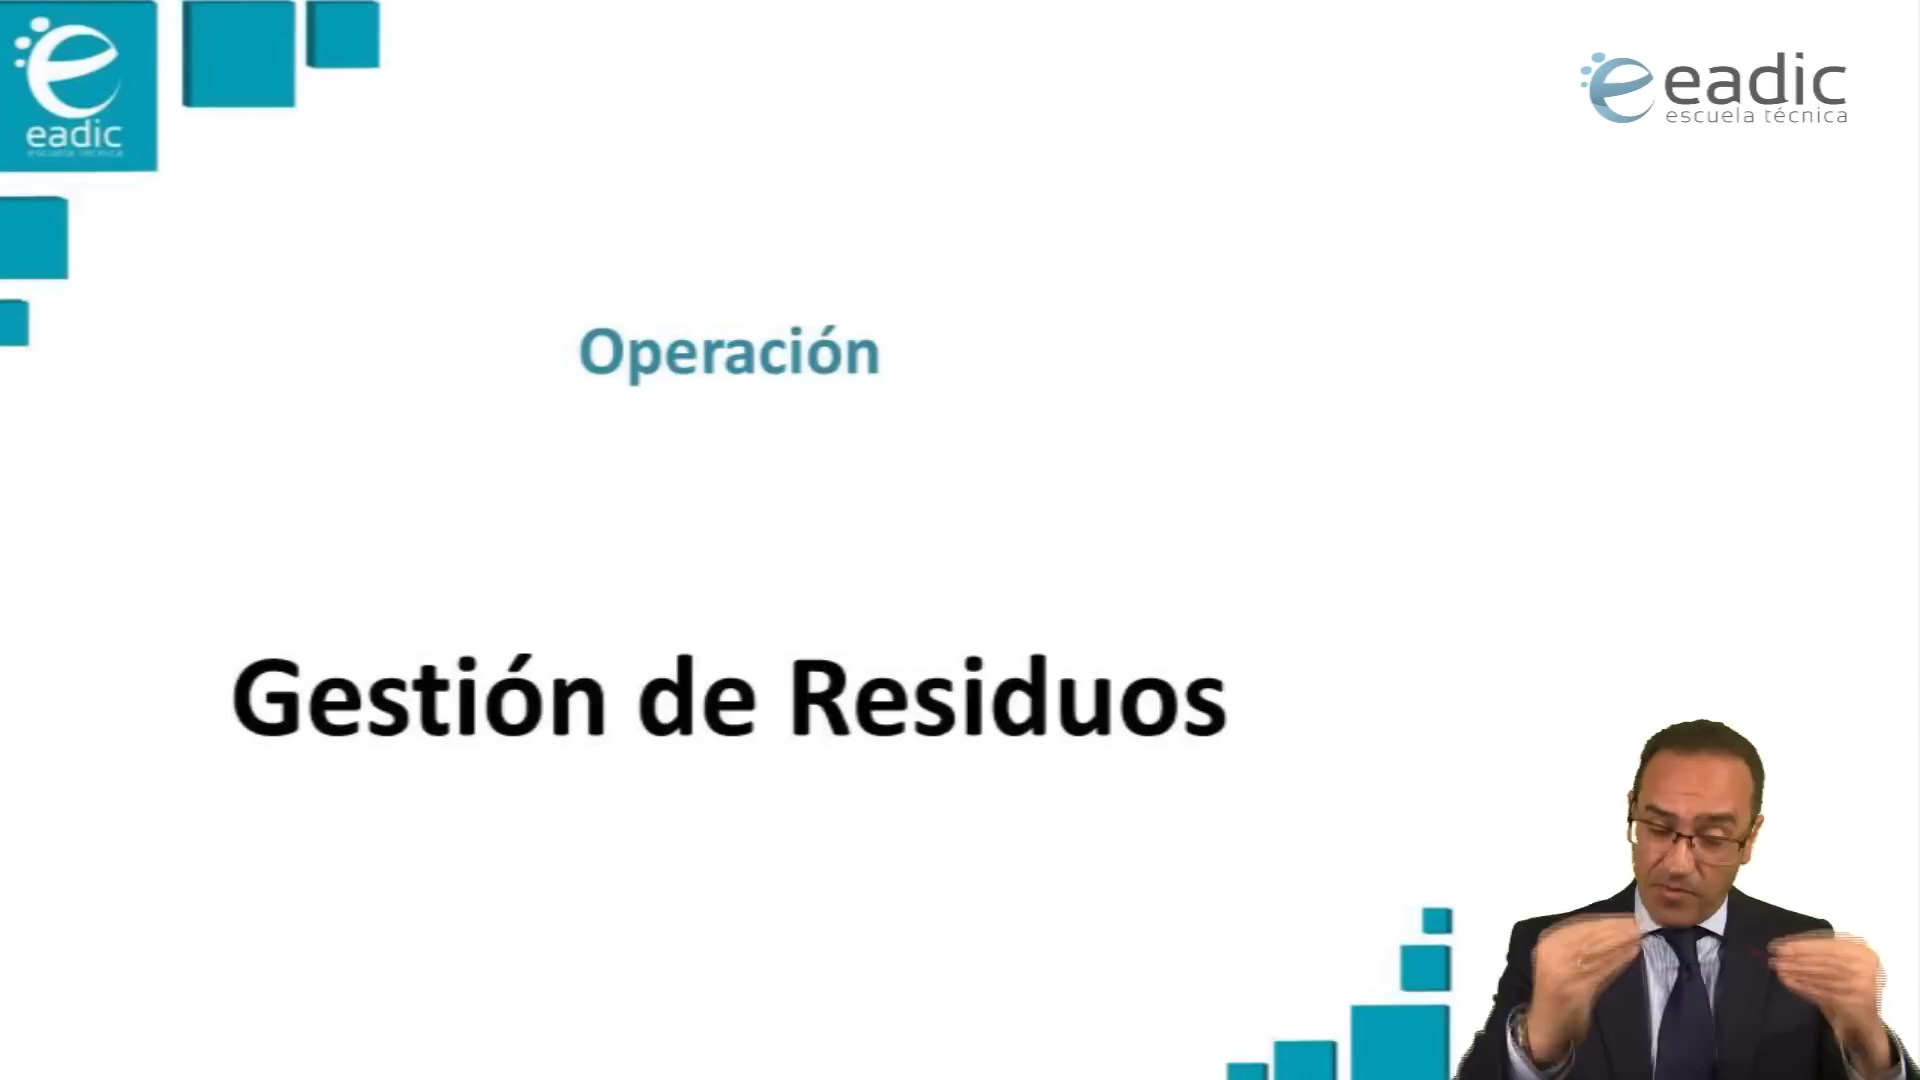 eadic
escuela técnica
eadic
escuela técnica
Operación
Gestión de Residuos